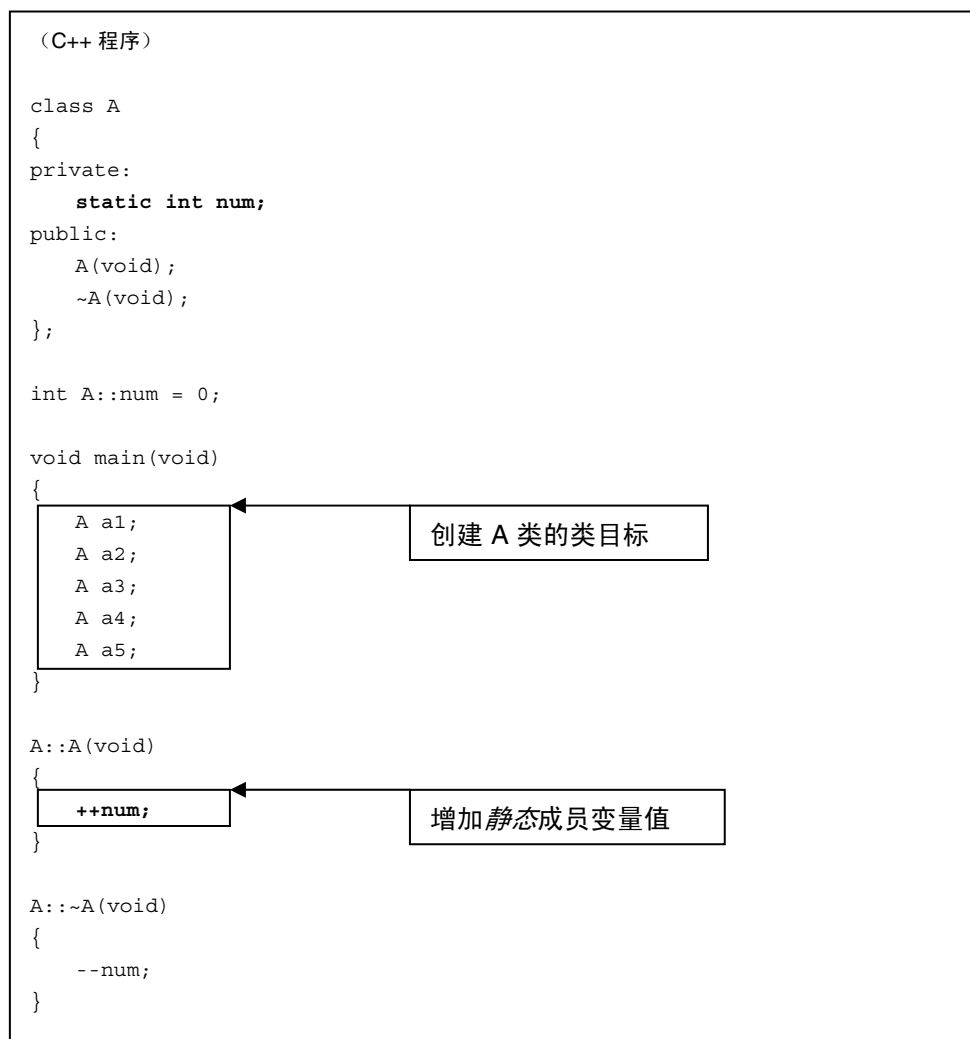 （C++ 程序）
class A
{
private:
static int num;
public:
A(void);
~A(void);
};
int A::num = 0;
void main(void)
{
A a1;
创建 A 类的类目标
A a2;
A a3;
A a4;
A a5;
}
A::A(void)
{
++num;
增加静态成员变量值
}
A::~A(void)
{
--num;
}